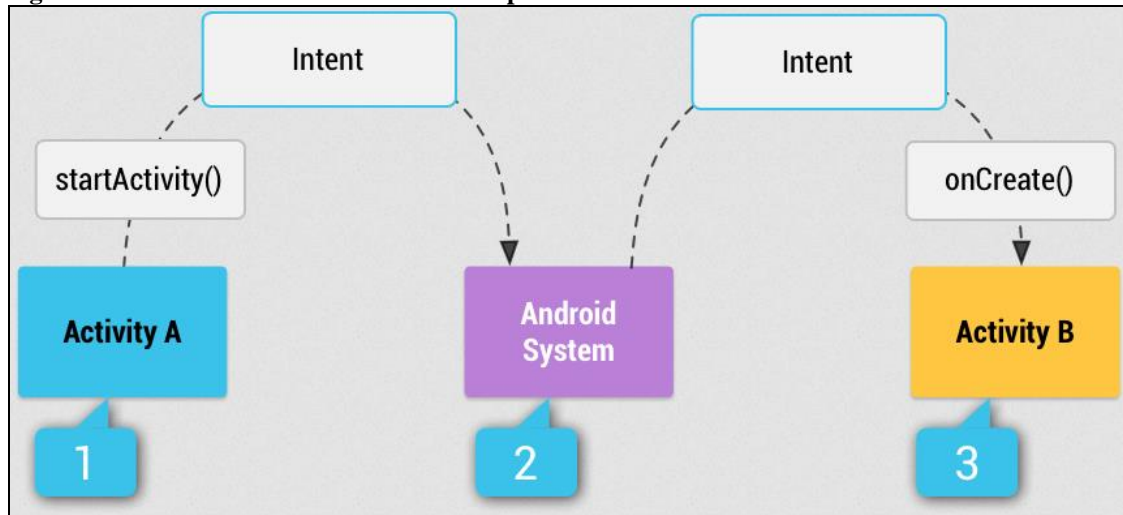 Intent
Intent
startActivity()
onCreate()
Activity A
Android
System
Activity B
1
2
3